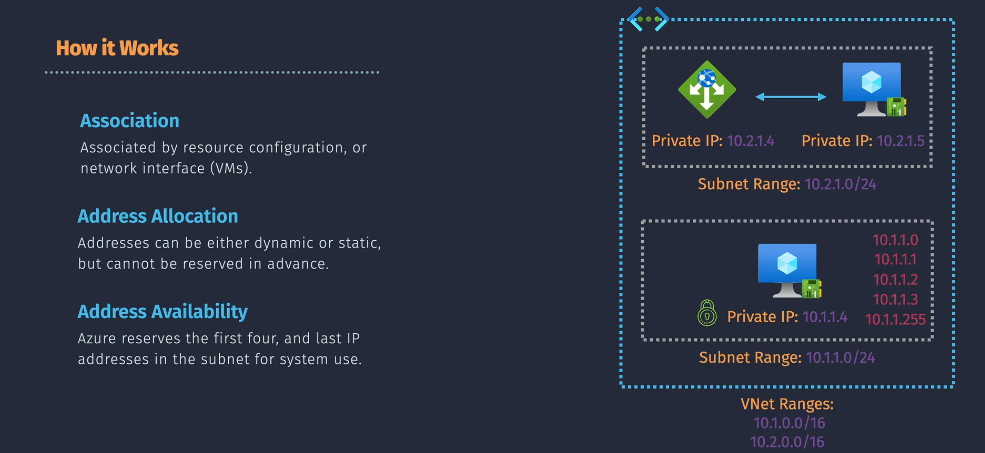 How it Works
Association
Associated by resource configuration, or
network interface (VMs).
Address Allocation
Addresses can be either dynamic or static,
but cannot be reserved in advance.
Address Availability
Azure reserves the first four, and last IP
addresses in the subnet for system use.
Private IP: 10.2.1.4
Private IP: 10.2.1.5
Subnet Range: 10.2.1.0/24
10.1.1.0
10.1.1.1
10.1.1.2
10.1.1.3
10.1.1.255
Private IP: 10.1.1.4
Subnet Range: 10.1.1.0/24
VNet Ranges:
10.1.0.0/16
10.2.0.0/16